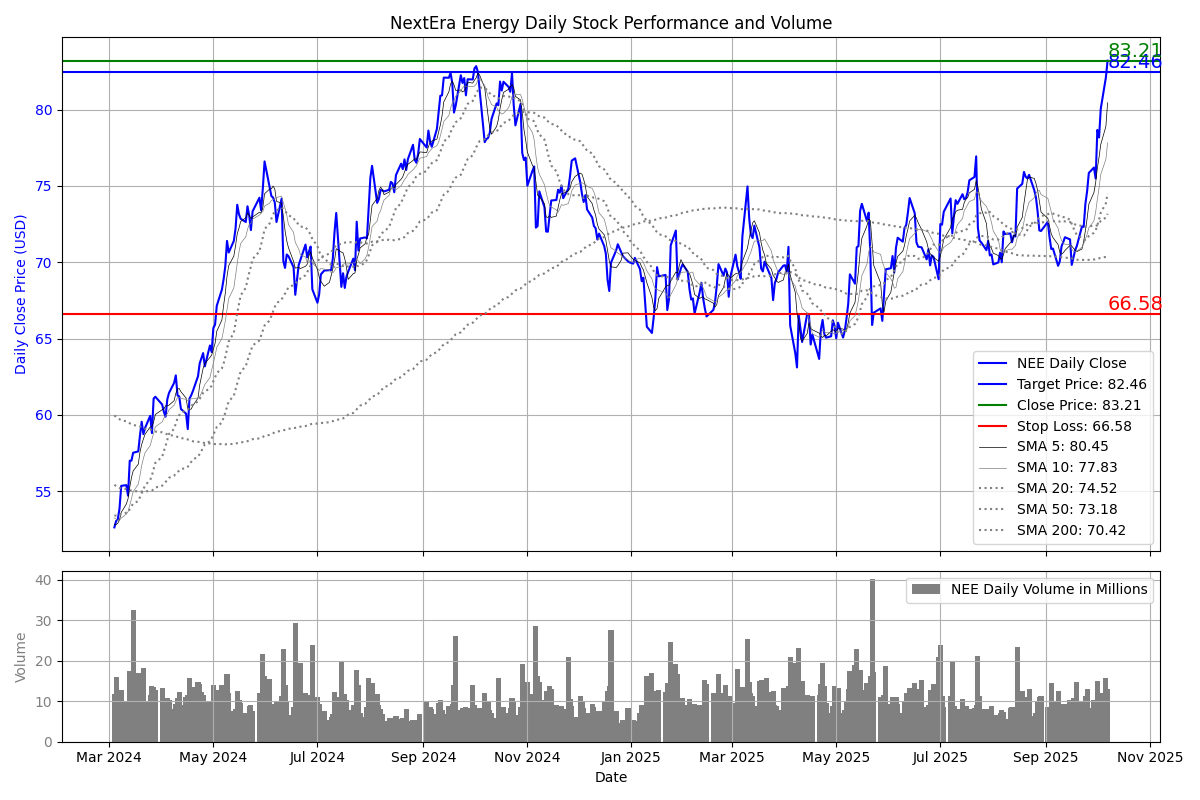 NextEra Energy Daily Stock Performance and Volume
83.21
82.46
80
75
70
66.58
65
60
55
Daily Close Price (USD)
NEE Daily Close
Target Price: 82.46
Close Price: 83.21
Stop Loss: 66.58
SMA 5: 80.45
SMA 10: 77.83
SMA 20: 74.52
SMA 50: 73.18
SMA 200: 70.42
40
30
20
10
0
Volume
NEE Daily Volume in Millions
Mar 2024 May 2024 Jul 2024 Sep 2024 Nov 2024 Jan 2025 Mar 2025 May 2025 Jul 2025 Sep 2025 Nov 2025
Date